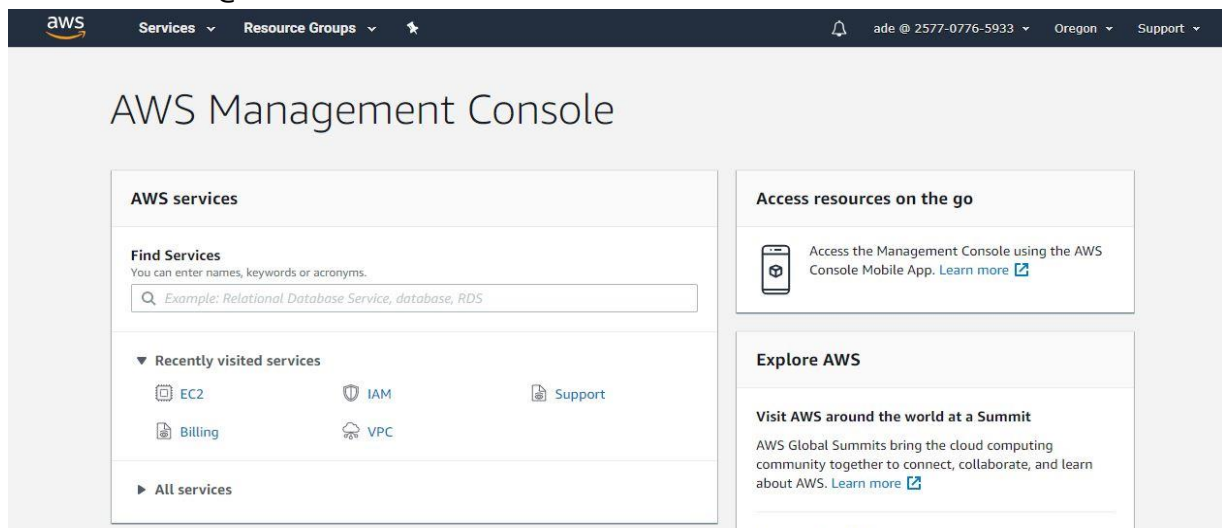 aws
Services
Resource Groups
ade @ 2577-0776-5933
Oregon
Support
AWS Management Console
AWS services
Find Services
You can enter names, keywords or acronyms.
Example: Relational Database Service, database, RDS
Recently visited services
EC2
IAM
Support
Billing
VPC
All services
Access resources on the go
Access the Management Console using the AWS
Console Mobile App. Learn more
Explore AWS
Visit AWS around the world at a Summit
AWS Global Summits bring the cloud computing
community together to connect, collaborate, and learn
about AWS. Learn more